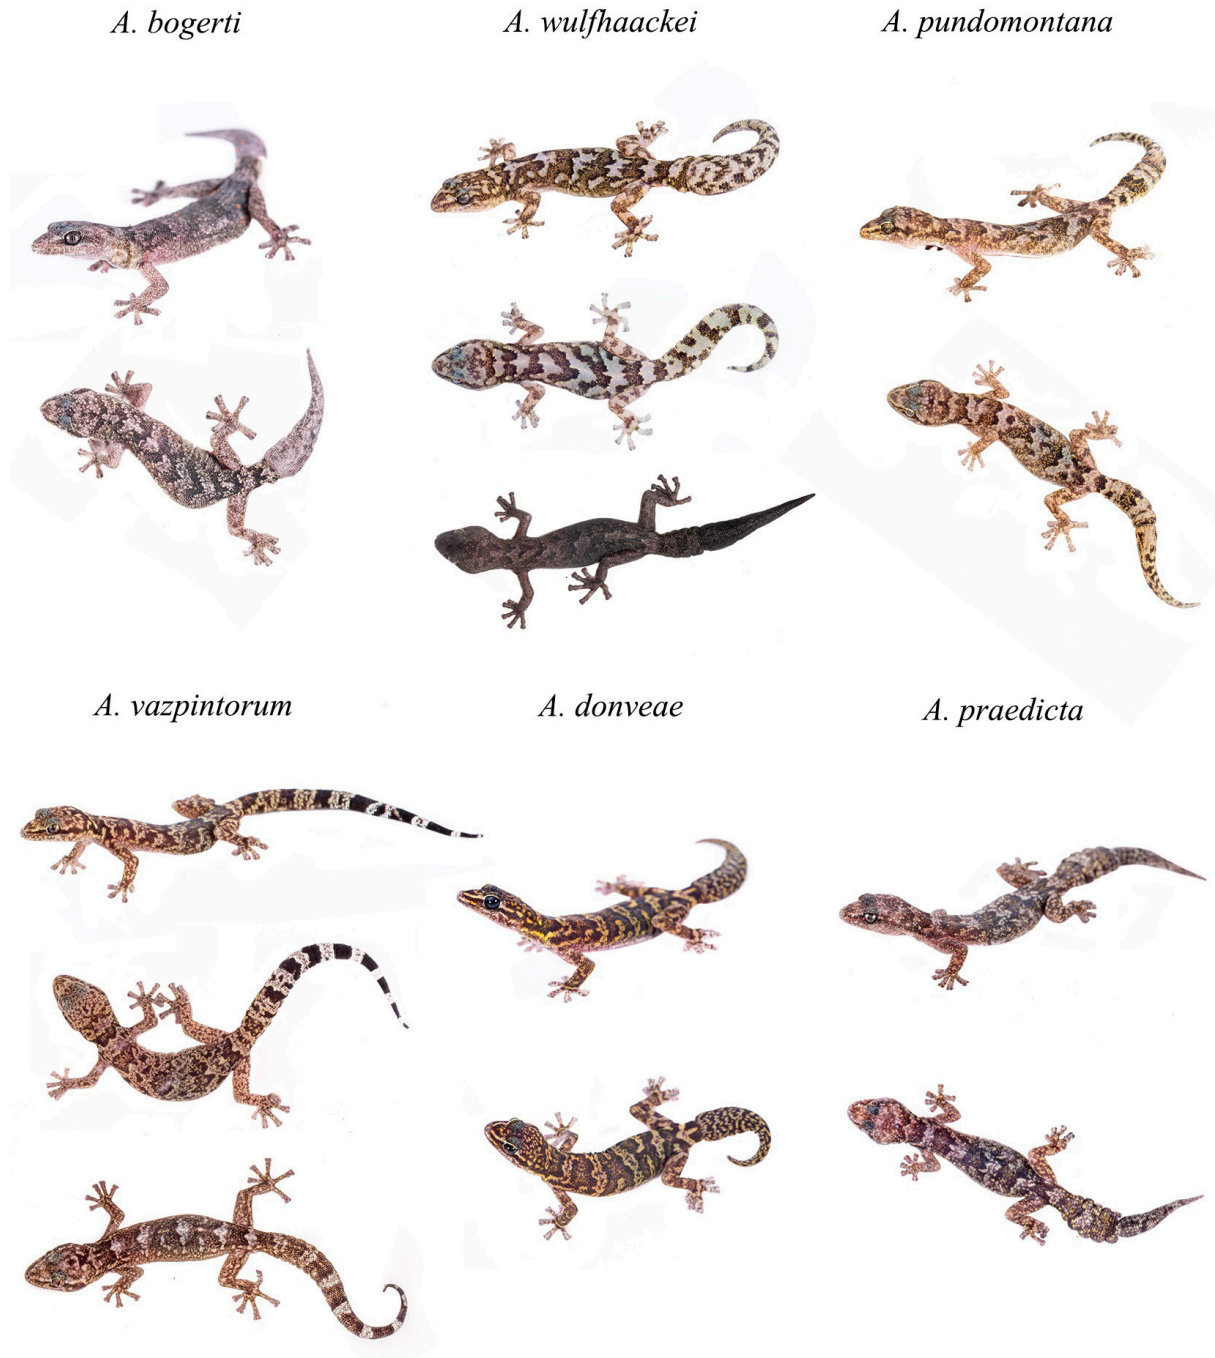 A. bogerti
A. wulfhaackei
A. pundomontana
A. vazpintorum
A. donveae
A. praedicta